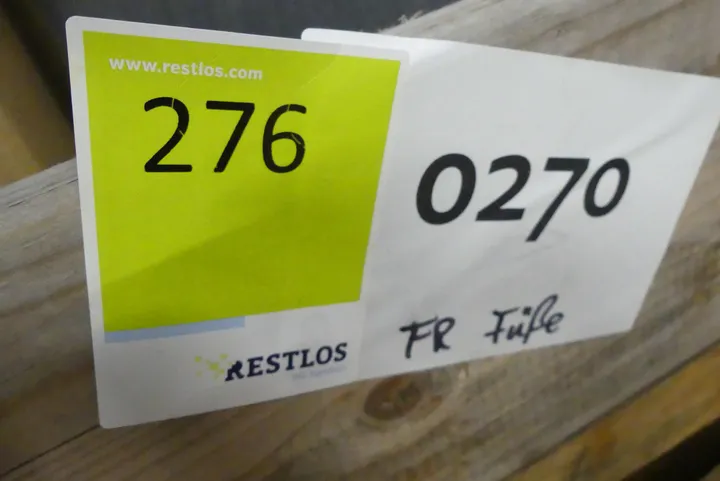 www.restlos.com
276
RESTLOS
0270
FR Füße